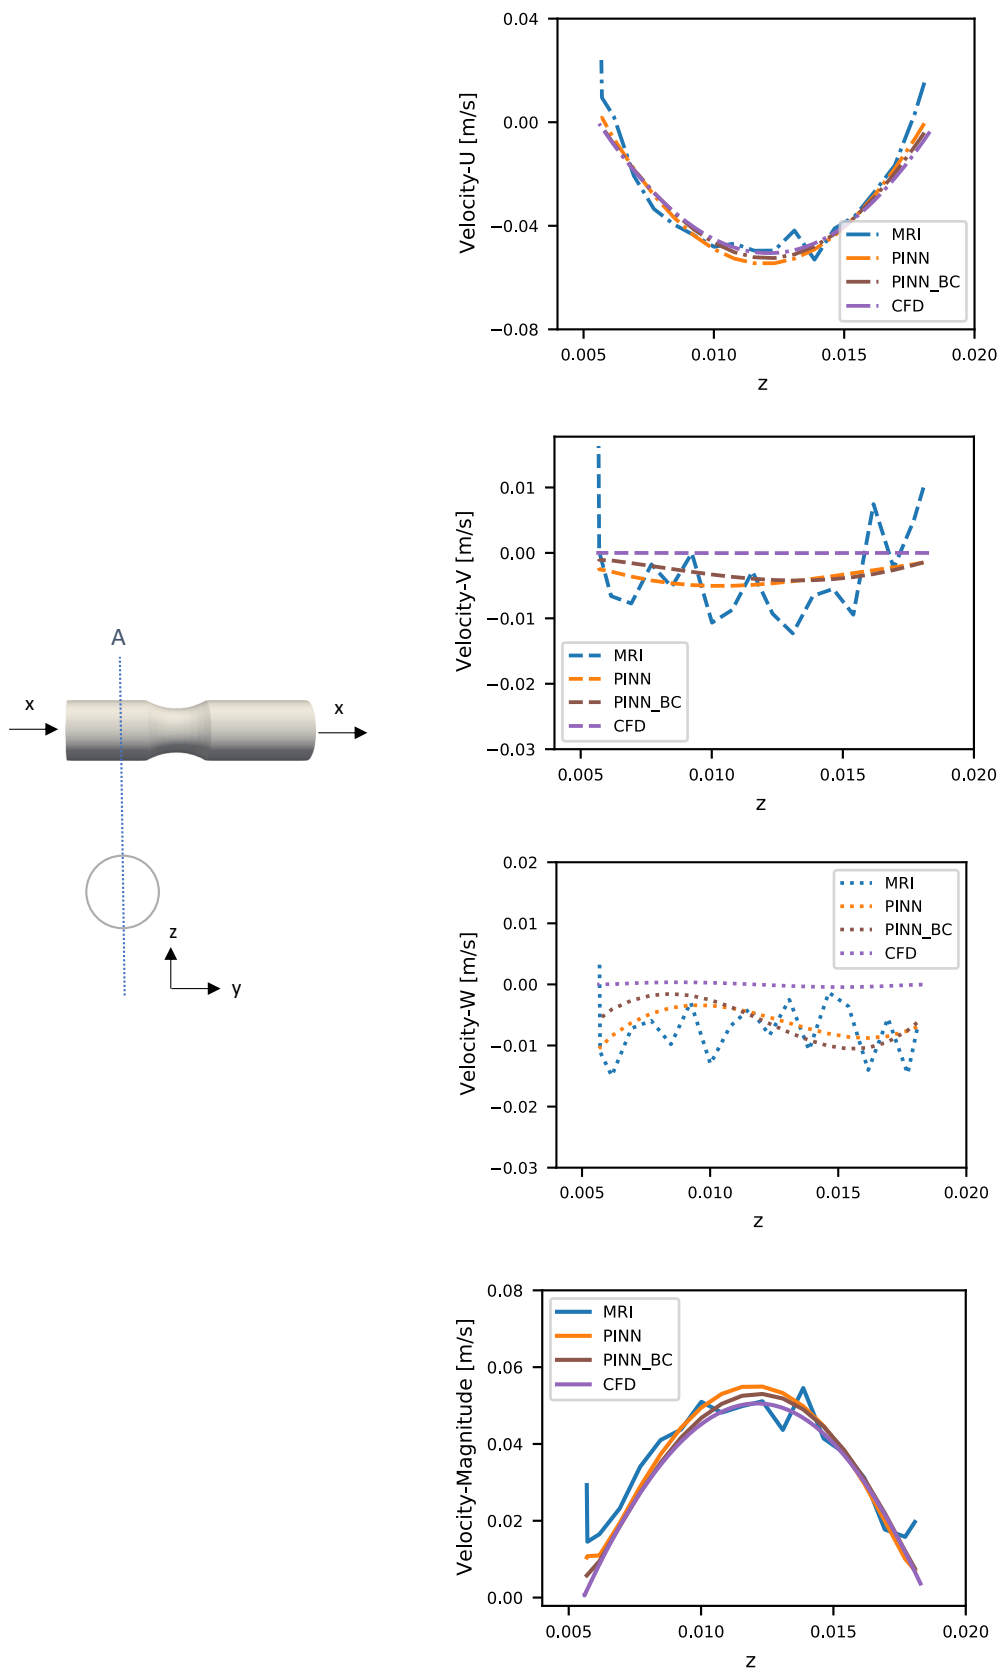 A
x
x
z
y
Velocity-U [m/s]
0.04
0.00
−0.04
−0.08
MRI
PINN
PINN_BC
CFD
0.005 0.010 0.015 0.020
z
Velocity-V [m/s]
0.01
0.00
−0.01
−0.02
−0.03
MRI
PINN
PINN_BC
CFD
0.005 0.010 0.015 0.020
z
Velocity-W [m/s]
0.02
0.01
0.00
−0.01
−0.02
−0.03
MRI
PINN
PINN_BC
CFD
0.005 0.010 0.015 0.020
z
Velocity-Magnitude [m/s]
0.08
0.06
0.04
0.02
0.00
MRI
PINN
PINN_BC
CFD
0.005 0.010 0.015 0.020
z